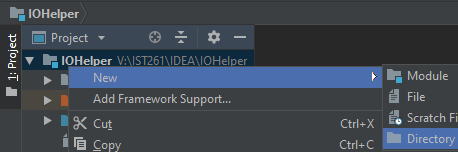 IOHelper
Project
1: Project
IOHelper V:\IST261\IDEA\IOHelper
New
Module
Add Framework Support...
File
Cut Ctrl+X
Scratch Fi
Copy Ctrl+C
Directory